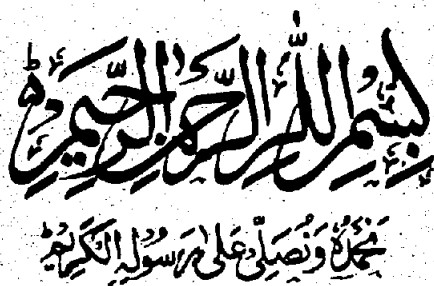 بِسْمِ اللّٰهِ الرَّحْمٰنِ الرَّحِيْمِ
نَحْمَدُهٗ وَنُصَلِّیْ عَلٰی رَسُوْلِهِ الْكَرِيْمِ